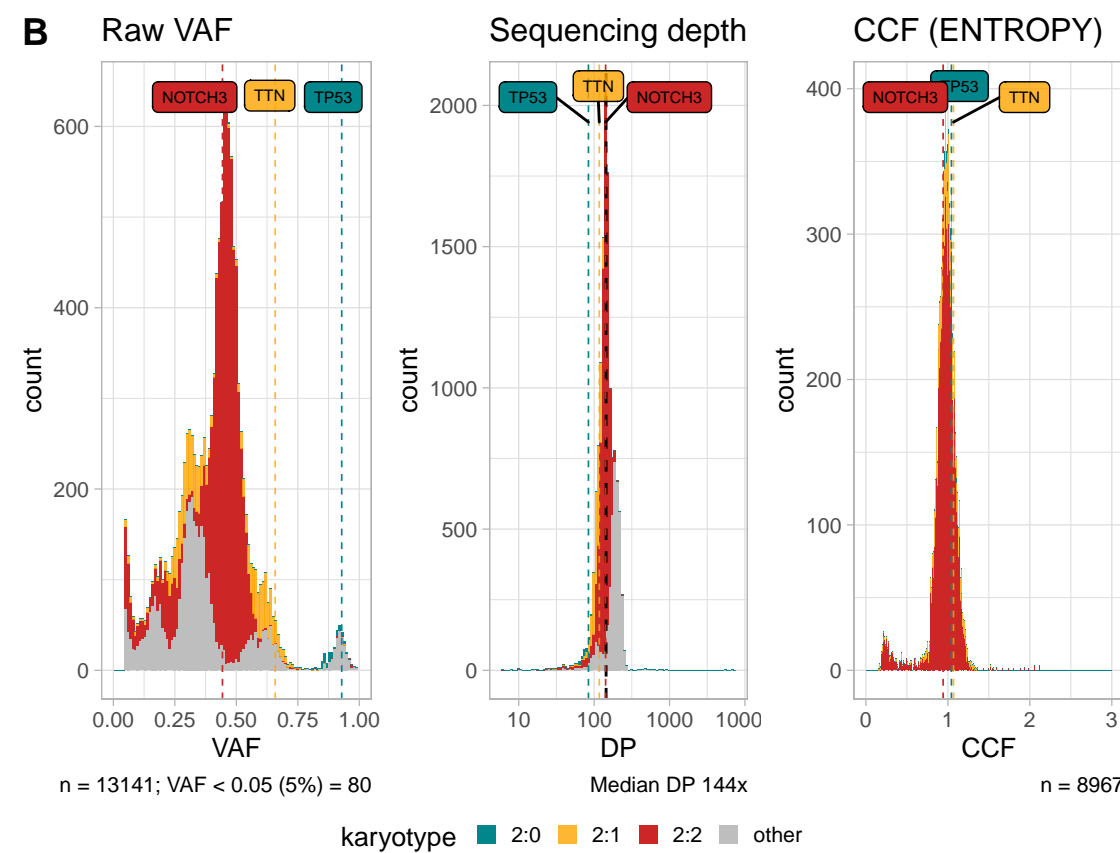 B
Raw VAF
Sequencing depth
CCF (ENTROPY)
NOTCH3
TTN
TP53
TP53
TTN
NOTCH3
NOTCH3
P53
TTN
600
400
200
0
count
2000
1500
1000
500
0
count
400
300
200
100
0
count
0.00 0.25 0.50 0.75 1.00
10 100 1000 1000
0 1 2 3
VAF
DP
CCF
n = 13141; VAF < 0.05 (5%) = 80
Median DP 144x
n = 8967
karyotype 2:0 2:1 2:2 other